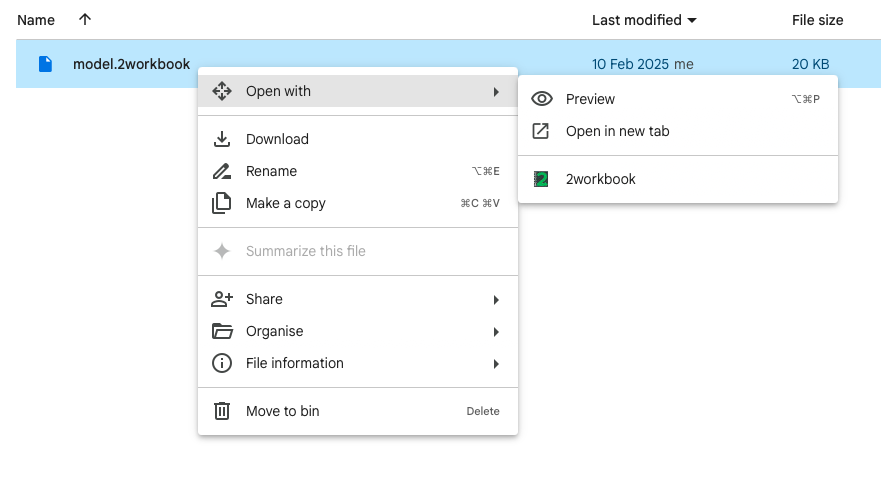 Name
Last modified
File size
model.2workbook
10 Feb 2025 me
20 KB
Open with
Download
Rename ⌥⌘E
Make a copy ⌘C ⌘V
Summarize this file
Share
Organise
File information
Move to bin Delete
Preview ⌥⌘P
Open in new tab
2workbook